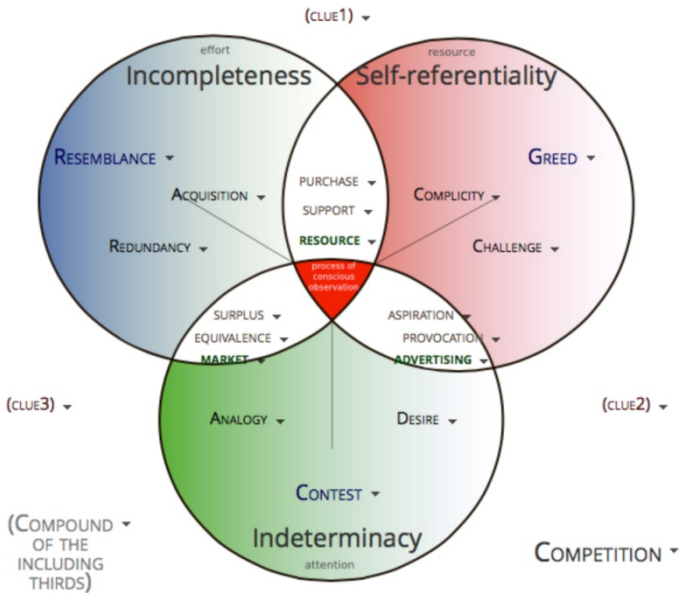 (CLUE1)
effort
Incompleteness
resource
Self-referentiality
RESEMBLANCE
GREED
PURCHASE
ACQUISITION
COMPLICITY
SUPPORT
RESOURCE
REDUNDANCY
CHALLENGE
process of
conscious
observation
SURPLUS
ASPIRATION
EQUIVALENCE
PROVOCATION
MARKET
ADVERTISING
(CLUE3)
(CLUE2)
ANALOGY
DESIRE
CONTEST
(COMPOUND
OF THE
INCLUDING
THIRDS)
Indeterminacy
attention
COMPETITION